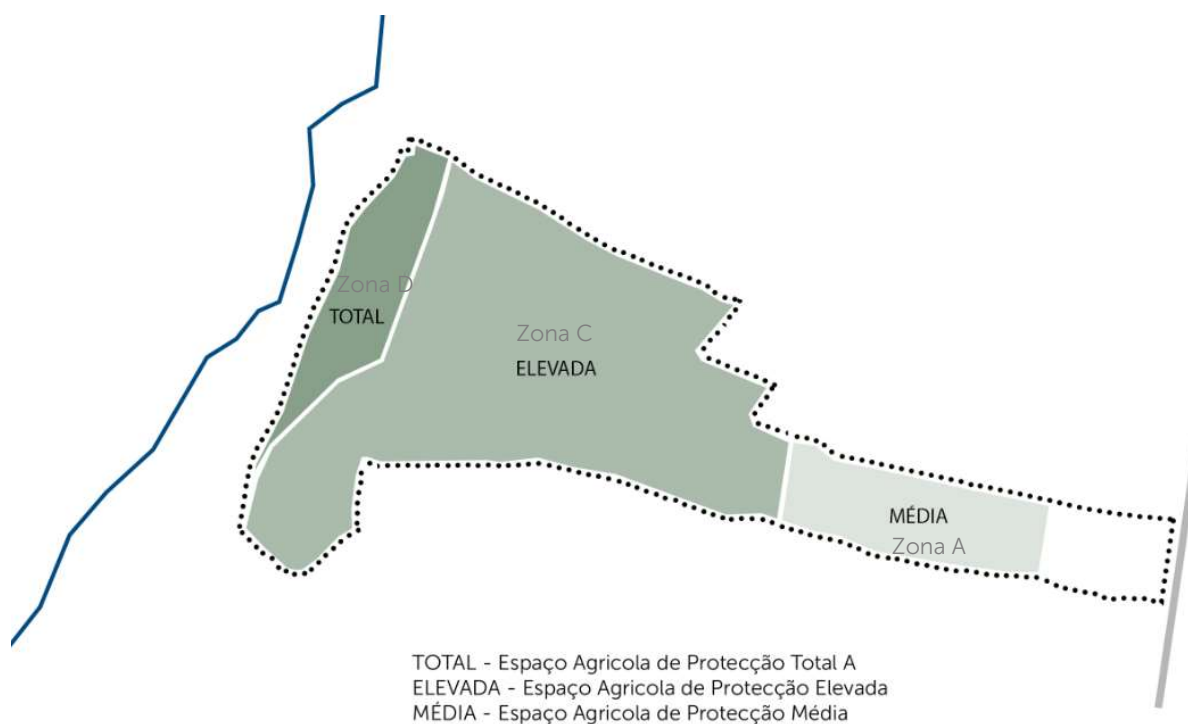 Zona D
TOTAL
Zona C
ELEVADA
MÉDIA
Zona A
TOTAL - Espaço Agricola de Protecção Total A
ELEVADA - Espaço Agricola de Protecção Elevada
MÉDIA - Espaço Agricola de Protecção Média